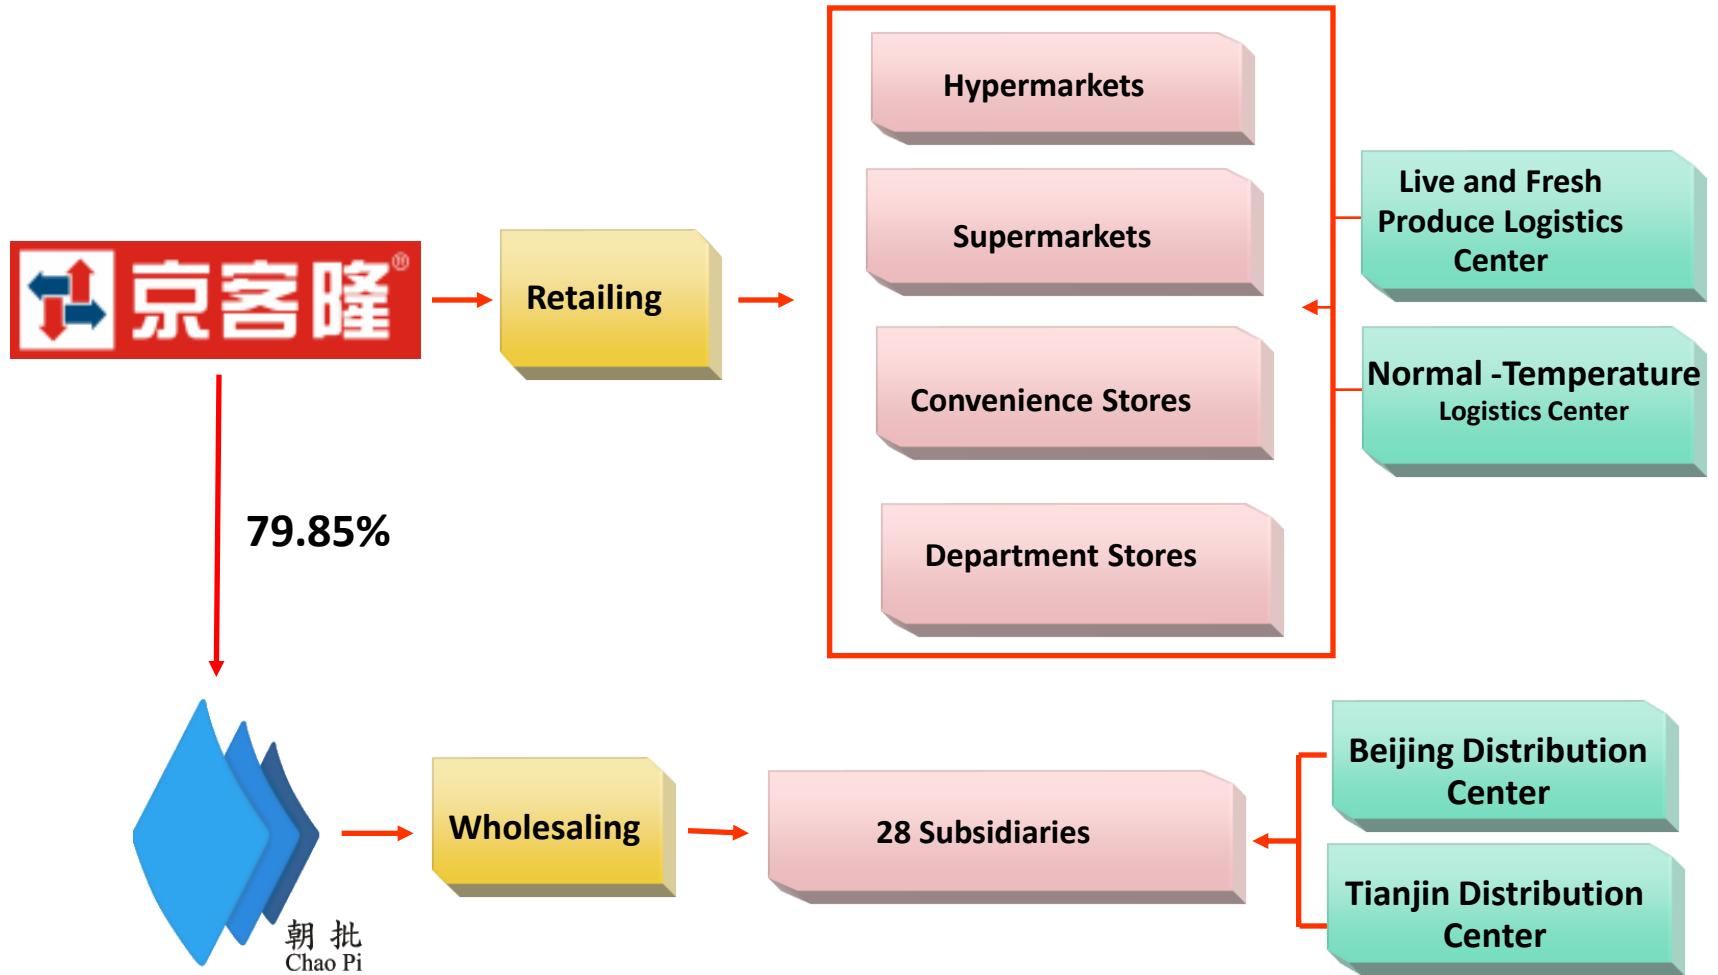 京客隆®
Retailing
Hypermarkets
Supermarkets
Convenience Stores
Department Stores
Live and Fresh
Produce Logistics
Center
Normal -Temperature
Logistics Center
79.85%
朝 批
Chao Pi
Wholesaling
28 Subsidiaries
Beijing Distribution
Center
Tianjin Distribution
Center